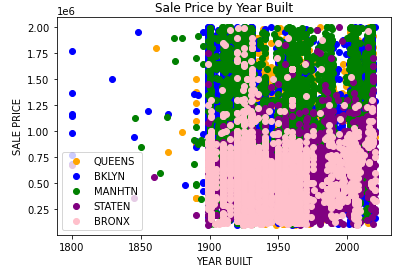 Sale Price by Year Built
1e6
2.00
1.75
1.50
1.25
1.00
0.75
0.50
0.25
SALE PRICE
QUEENS
BKLYN
MANHTN
STATEN
BRONX
1800
1850
1900
1950
2000
YEAR BUILT